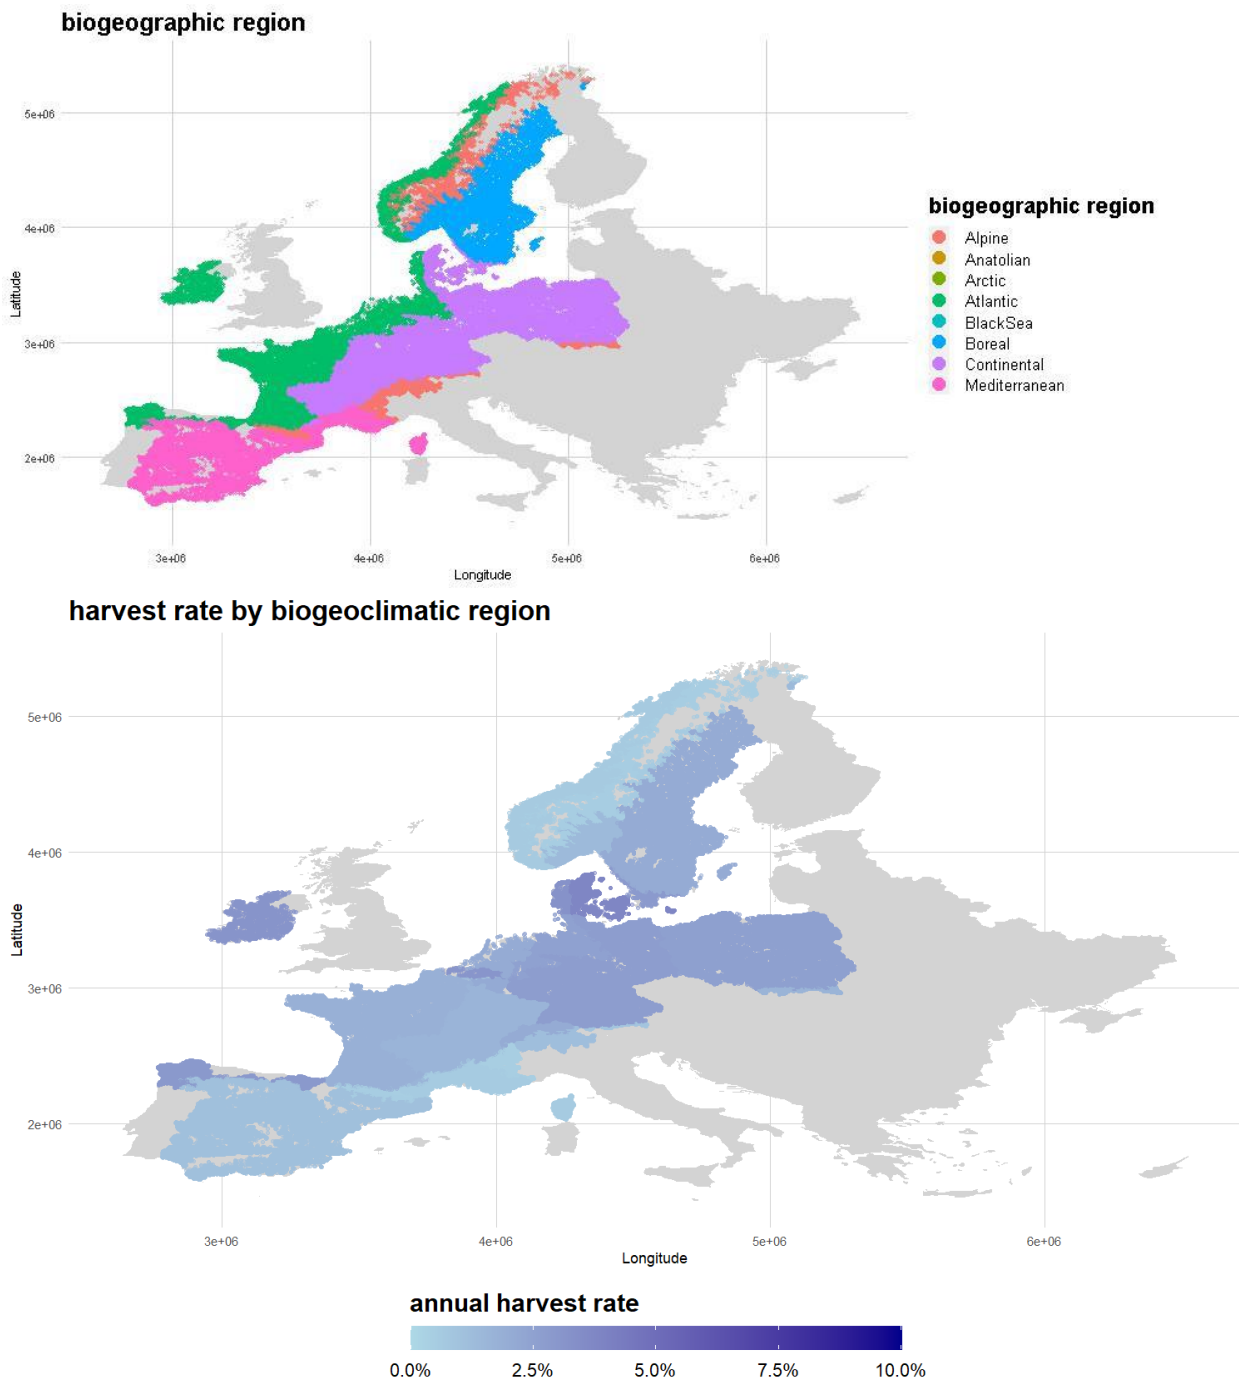 biogeographic region
5e+06
4e+06
3e+06
2e+06
Latitude
3e+06
4e+06
5e+06
6e+06
Longitude
biogeographic region
Alpine
Anatolian
Arctic
Atlantic
BlackSea
Boreal
Continental
Mediterranean
harvest rate by biogeoclimatic region
5e+06
4e+06
3e+06
2e+06
Latitude
3e+06
4e+06
5e+06
6e+06
Longitude
annual harvest rate
0.0% 2.5% 5.0% 7.5% 10.0%